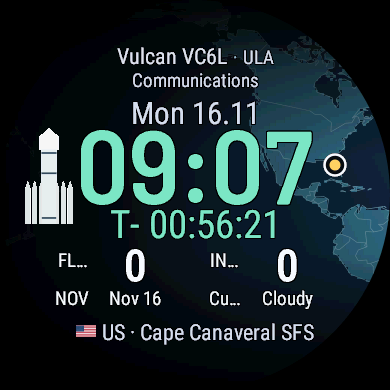 Vulcan VC6L · ULA
Communications
Mon 16.11
09:07
T- 00:56:21
FL... 0 IN... 0
NOV Nov 16 Cu... Cloudy
US · Cape Canaveral SFS